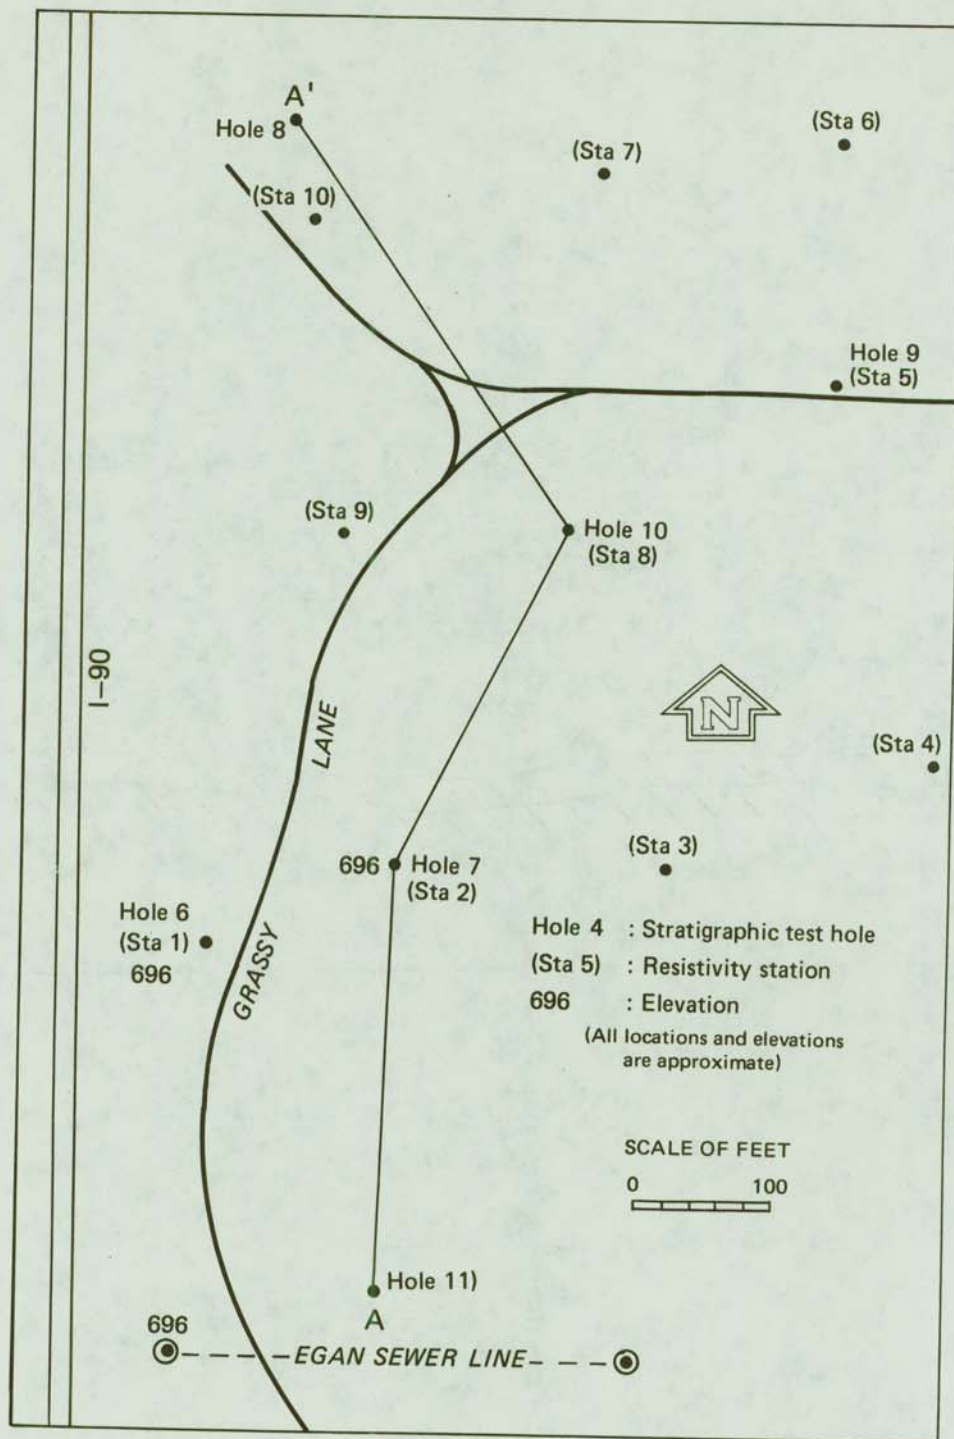 A'
Hole 8
(Sta 6)
(Sta 7)
(Sta 10)
Hole 9
(Sta 5)
(Sta 9)
Hole 10
(Sta 8)
I-90
N
LANE
(Sta 4)
(Sta 3)
696 Hole 7
(Sta 2)
Hole 6
(Sta 1)
696
GRASSY
Hole 4 : Stratigraphic test hole
(Sta 5) : Resistivity station
696 : Elevation
(All locations and elevations
are approximate)
SCALE OF FEET
0 100
Hole 11)
A
696
EGAN SEWER LINE